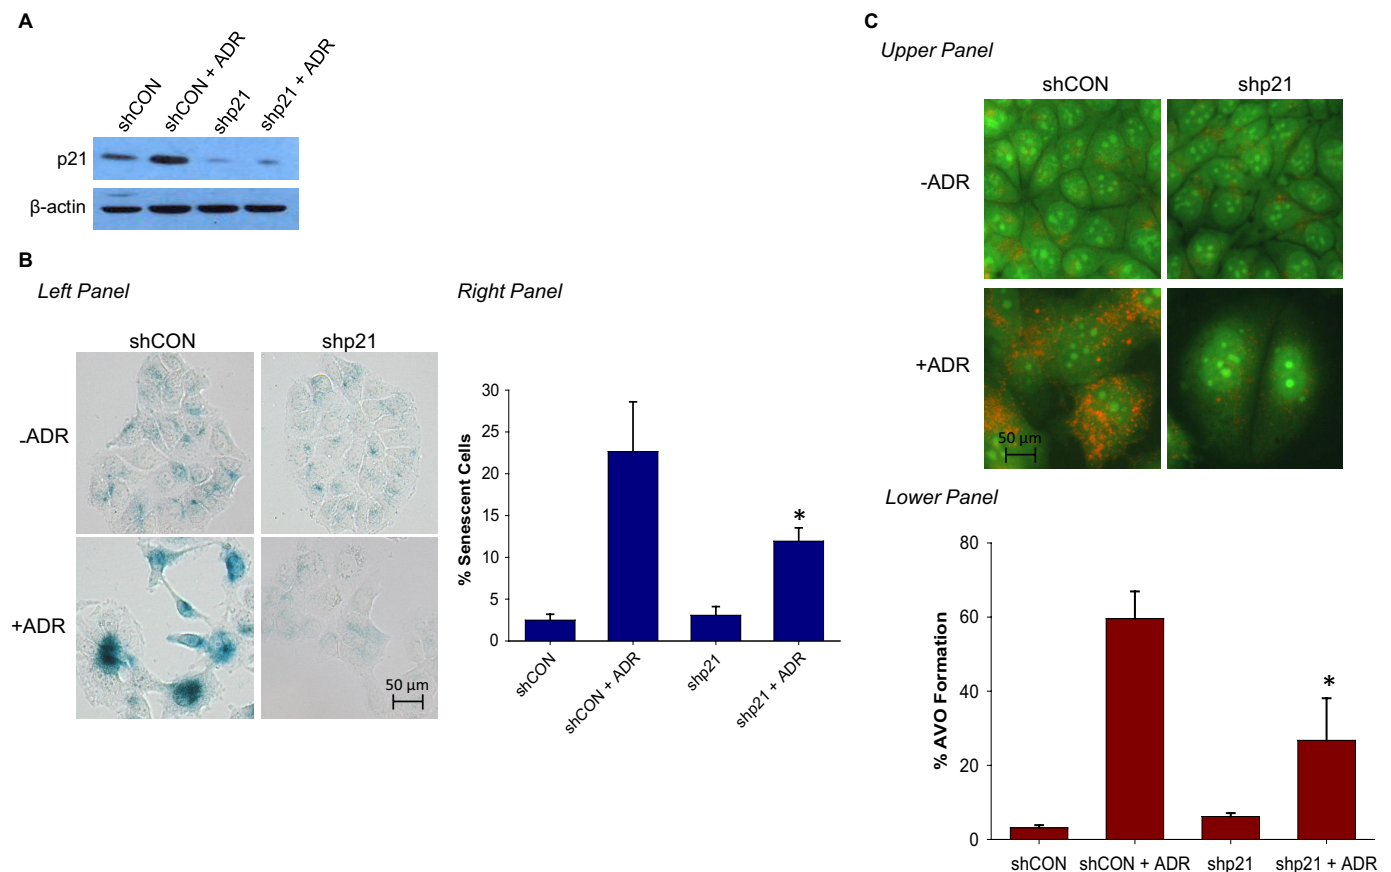 A
shCON
shCON + ADR
shp21
shp21 + ADR
p21
β-actin
B
Left Panel
shCON shp21
-ADR
+ADR
50 µm
Right Panel
% Senescent Cells
30
25
20
15
10
5
0
*
shCON
shCON + ADR
shp21
shp21 + ADR
C
Upper Panel
shCON shp21
-ADR
+ADR
50 µm
Lower Panel
% AVO Formation
80
60
40
20
0
*
shCON shCON + ADR shp21 shp21 + ADR